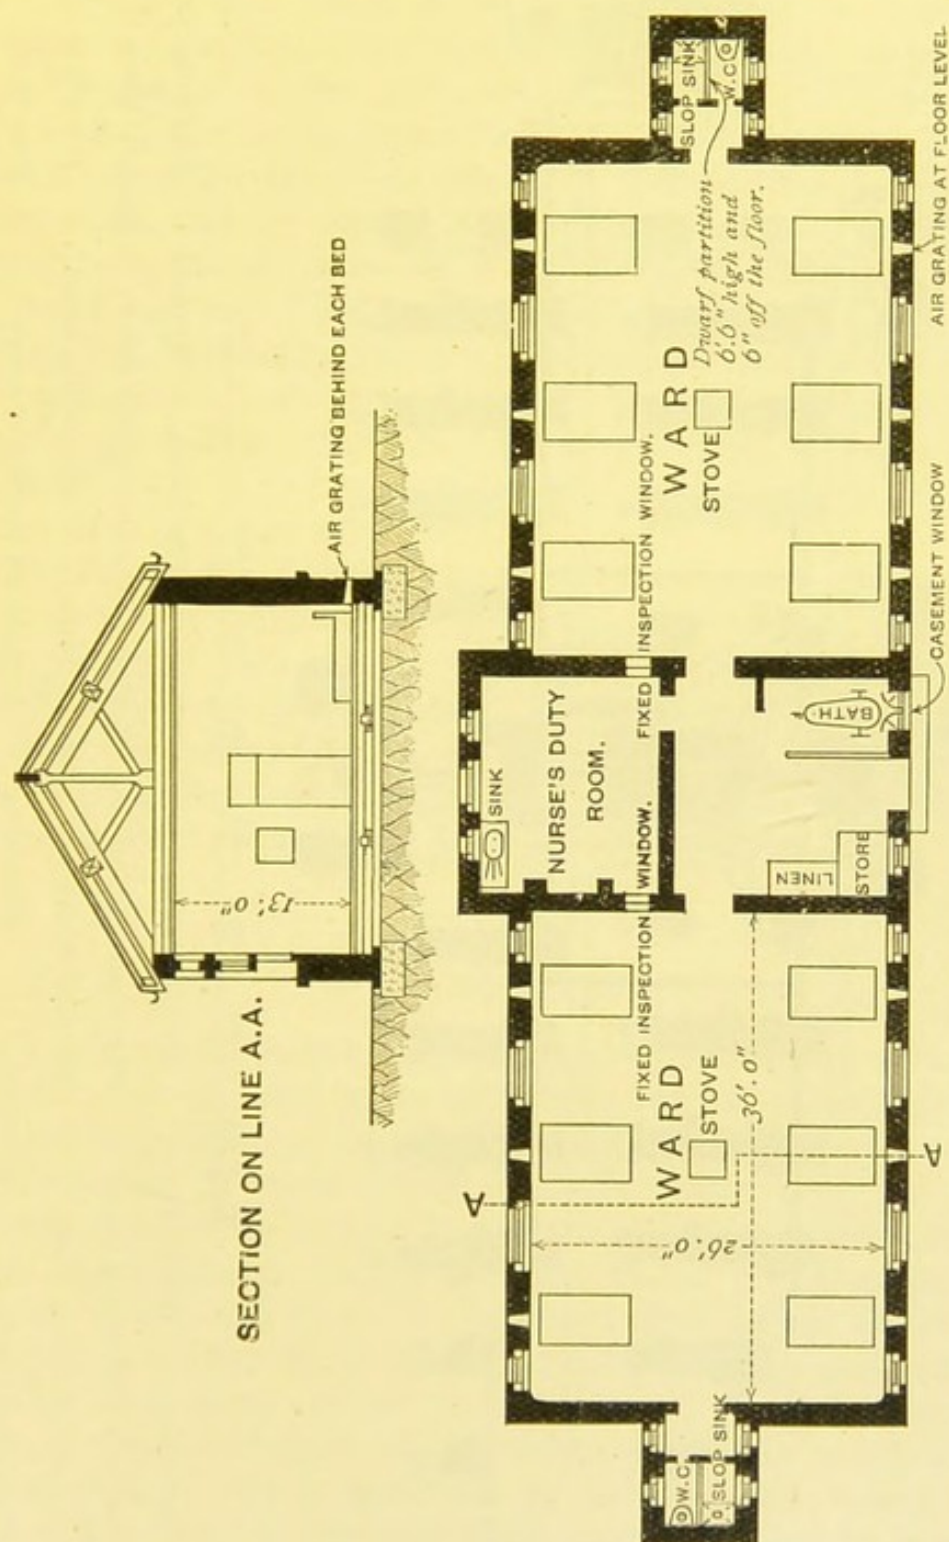 SECTION ON LINE A.A.
13'. 0"
AIR GRATING BEHIND EACH BED
W.C.
SLOP SINK
WARD
STOVE
26'. 0"
36'. 0"
A
A
FIXED INSPECTION WINDOW.
SINK
NURSE'S DUTY
ROOM.
LINEN
STORE
BATH
FIXED INSPECTION WINDOW.
WARD
STOVE
Dwarf partition
6'.6" high and
6" off the floor.
SLOP SINK
W.C
CASEMENT WINDOW
AIR GRATING AT FLOOR LEVEL